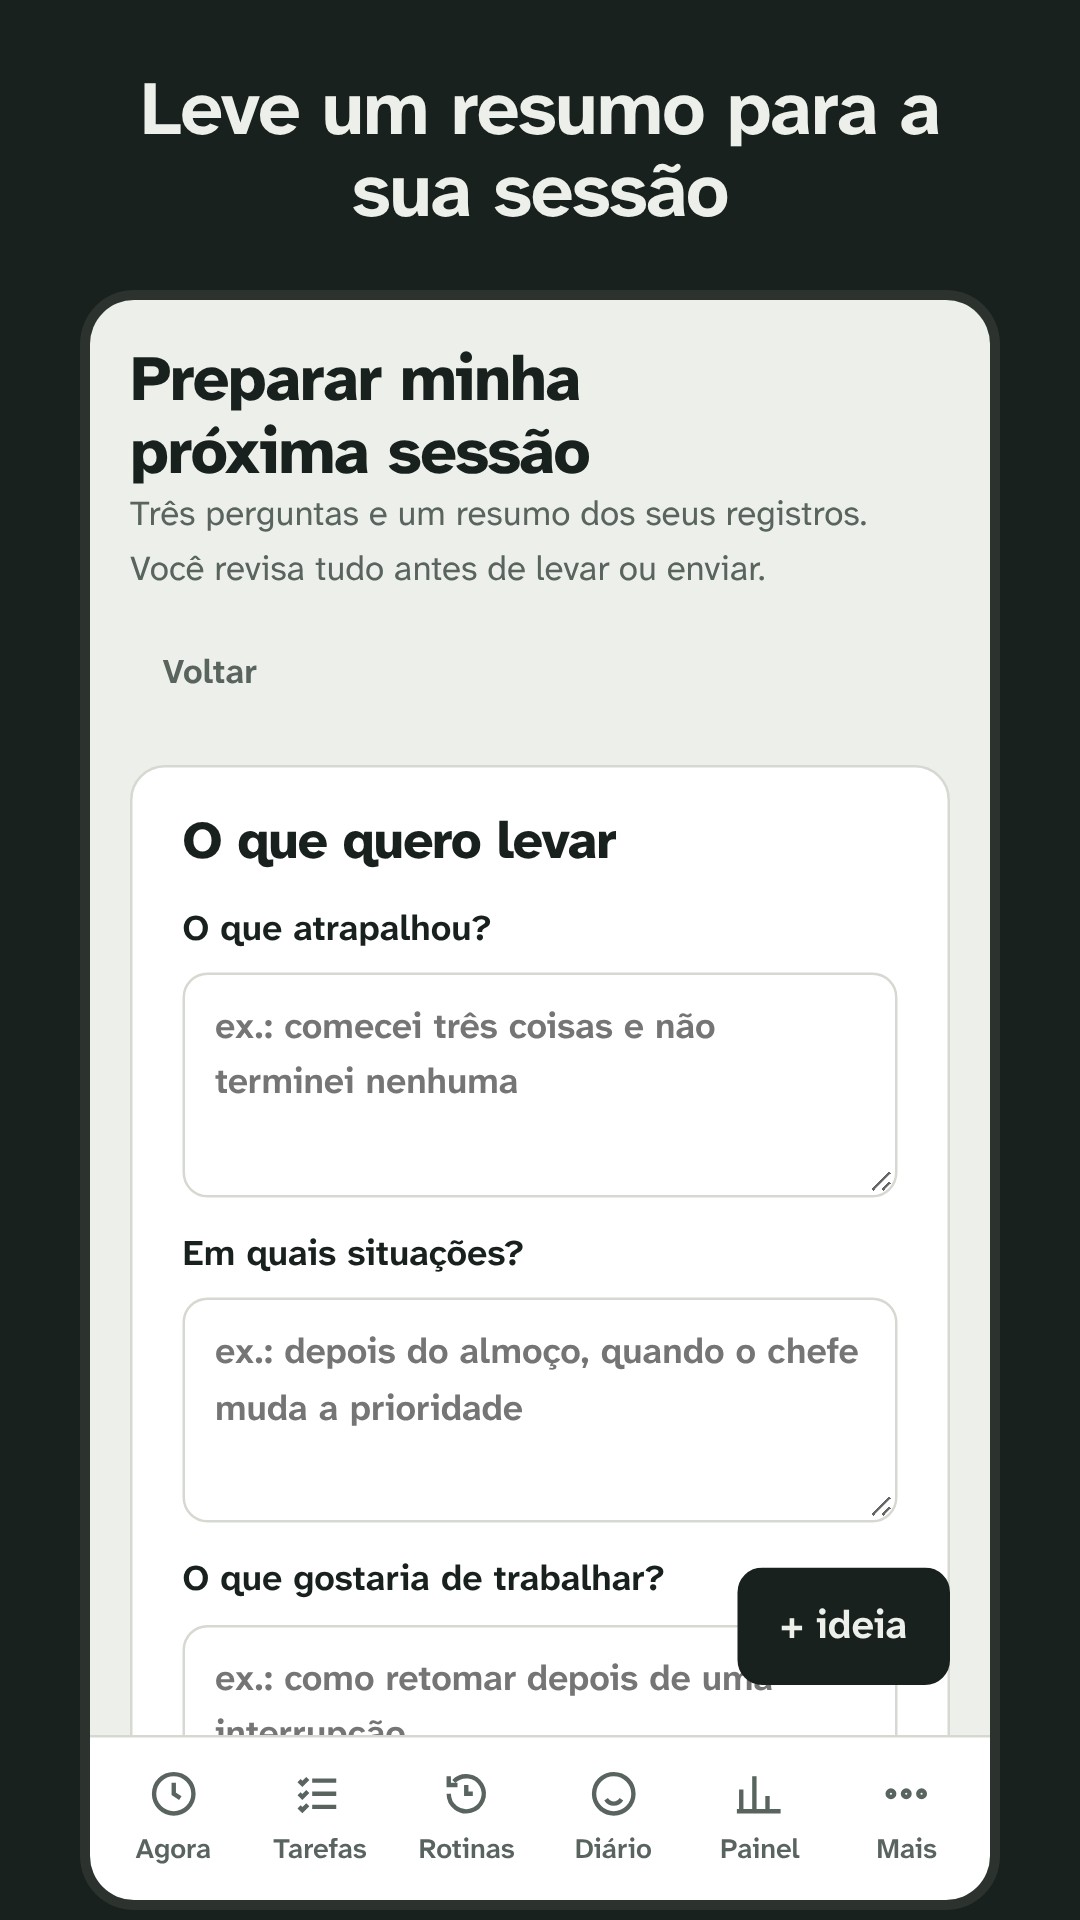 Leve um resumo para a
sua sessão
Preparar minha
próxima sessão
Três perguntas e um resumo dos seus registros.
Você revisa tudo antes de levar ou enviar.
Voltar
O que quero levar
O que atrapalhou?
ex.: comecei três coisas e não
terminei nenhuma
Em quais situações?
ex.: depois do almoço, quando o chefe
muda a prioridade
O que gostaria de trabalhar?
+ ideia
ex.: como retomar depois de uma
interrupção
Agora
Tarefas
Rotinas
Diário
Painel
Mais